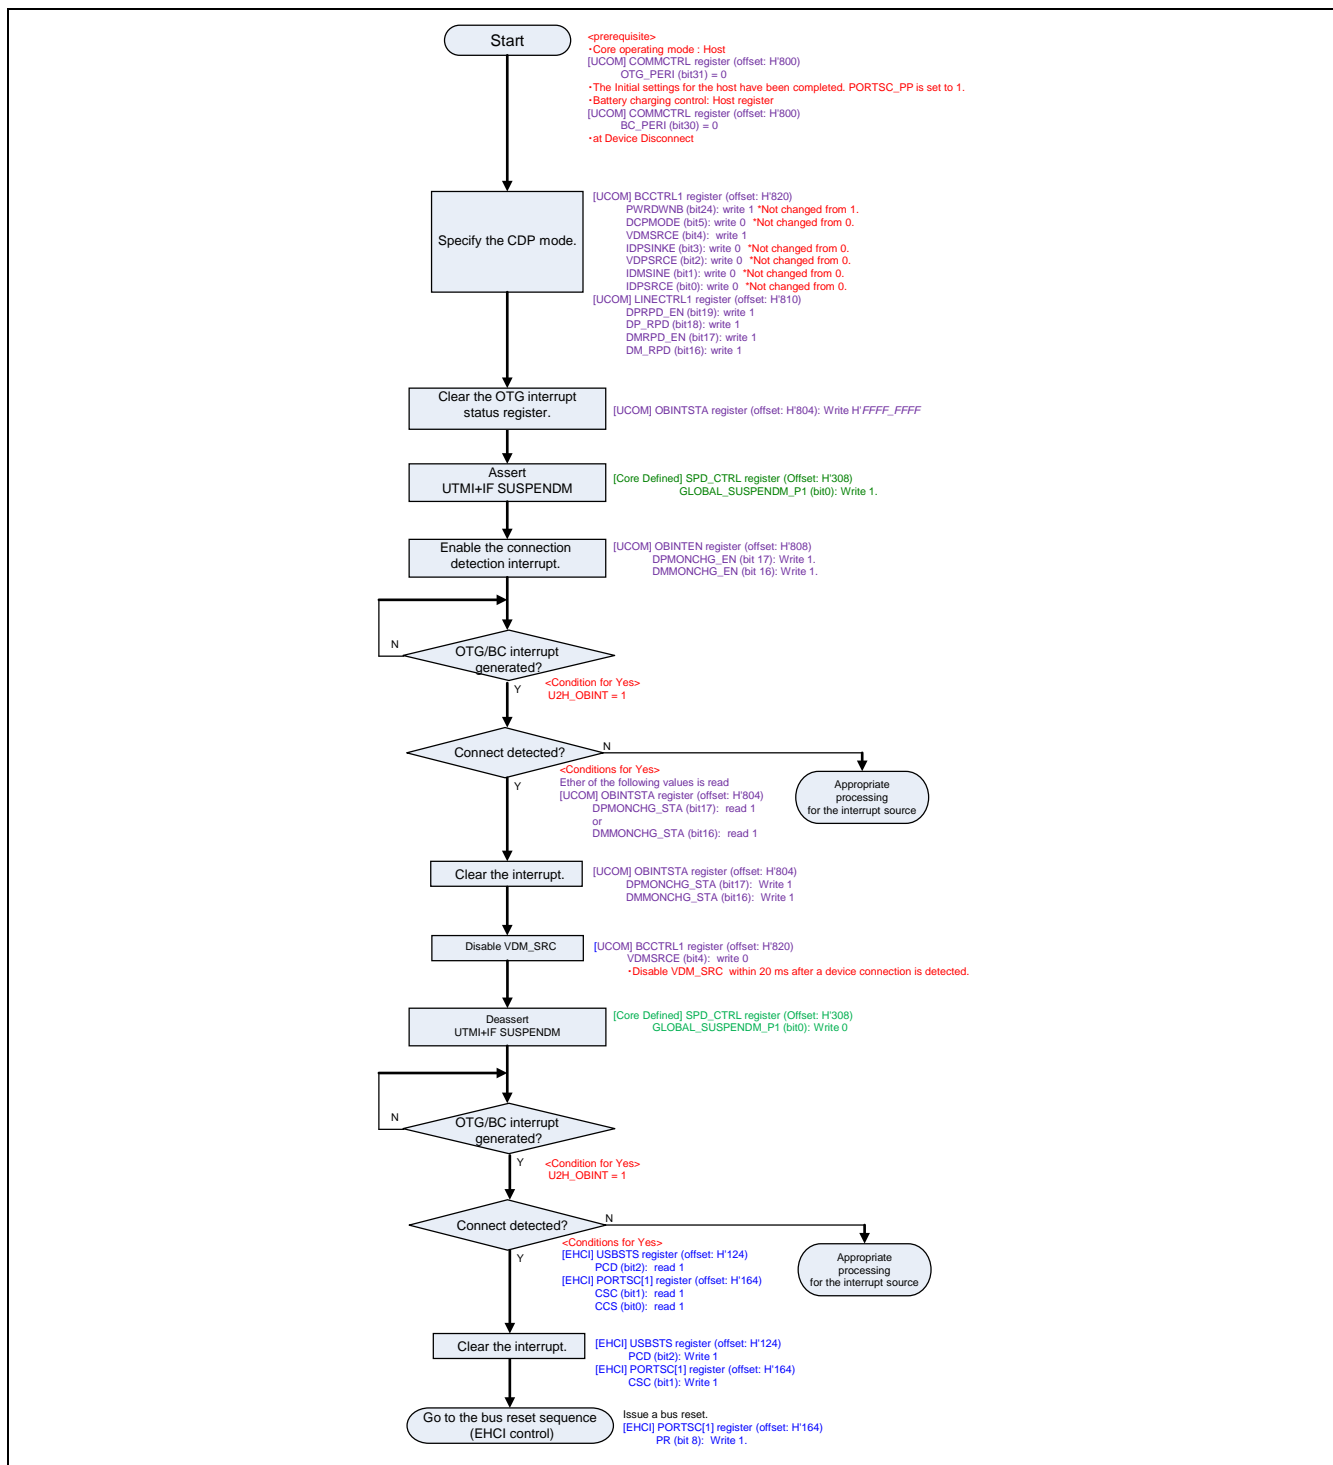 Start
<prerequisite>
・Core operating mode : Host
[UCOM] COMMCTRL register (offset: H'800)
OTG_PERI (bit31) = 0
・The Initial settings for the host have been completed. PORTSC_PP is set to 1.
・Battery charging control: Host register
[UCOM] COMMCTRL register (offset: H'800)
BC_PERI (bit30) = 0
・at Device Disconnect
Specify the CDP mode.
[UCOM] BCCTRL1 register (offset: H'820)
PWRDWNB (bit24): write 1 *Not changed from 1.
DCPMODE (bit5): write 0 *Not changed from 0.
VDMSRCE (bit4): write 1
IDPSINKE (bit3): write 0 *Not changed from 0.
VDPSRCE (bit2): write 0 *Not changed from 0.
IDMSINE (bit1): write 0 *Not changed from 0.
IDPSRCE (bit0): write 0 *Not changed from 0.
[UCOM] LINECTRL1 register (offset: H'810)
DPRPD_EN (bit19): write 1
DP_RPD (bit18): write 1
DMRPD_EN (bit17): write 1
DM_RPD (bit16): write 1
Clear the OTG interrupt
status register.
[UCOM] OBINTSTA register (offset: H'804): Write H'FFFF_FFFF
Assert
UTMI+IF SUSPENDM
[Core Defined] SPD_CTRL register (Offset: H'308)
GLOBAL_SUSPENDM_P1 (bit0): Write 1.
Enable the connection
detection interrupt.
[UCOM] OBINTEN register (offset: H'808)
DPMONCHG_EN (bit 17): Write 1.
DMMONCHG_EN (bit 16): Write 1.
N
OTG/BC interrupt
generated?
Y
<Condition for Yes>
U2H_OBINT = 1
Connect detected?
N
Y
<Conditions for Yes>
Ether of the following values is read
[UCOM] OBINTSTA register (offset: H'804)
DPMONCHG_STA (bit17): read 1
or
DMMONCHG_STA (bit16): read 1
Appropriate
processing
for the interrupt source
Clear the interrupt.
[UCOM] OBINTSTA register (offset: H'804)
DPMONCHG_STA (bit17): Write 1
DMMONCHG_STA (bit16): Write 1
Disable VDM_SRC
[UCOM] BCCTRL1 register (offset: H'820)
VDMSRCE (bit4): write 0
・Disable VDM_SRC within 20 ms after a device connection is detected.
Deassert
UTMI+IF SUSPENDM
[Core Defined] SPD_CTRL register (Offset: H'308)
GLOBAL_SUSPENDM_P1 (bit0): Write 0
N
OTG/BC interrupt
generated?
Y
<Condition for Yes>
U2H_OBINT = 1
Connect detected?
N
Y
<Conditions for Yes>
[EHCI] USBSTS register (offset: H'124)
PCD (bit2): read 1
[EHCI] PORTSC[1] register (offset: H'164)
CSC (bit1): read 1
CCS (bit0): read 1
Appropriate
processing
for the interrupt source
Clear the interrupt.
[EHCI] USBSTS register (offset: H'124)
PCD (bit2): Write 1
[EHCI] PORTSC[1] register (offset: H'164)
CSC (bit1): Write 1
Go to the bus reset sequence
(EHCI control)
Issue a bus reset.
[EHCI] PORTSC[1] register (offset: H'164)
PR (bit 8): Write 1.